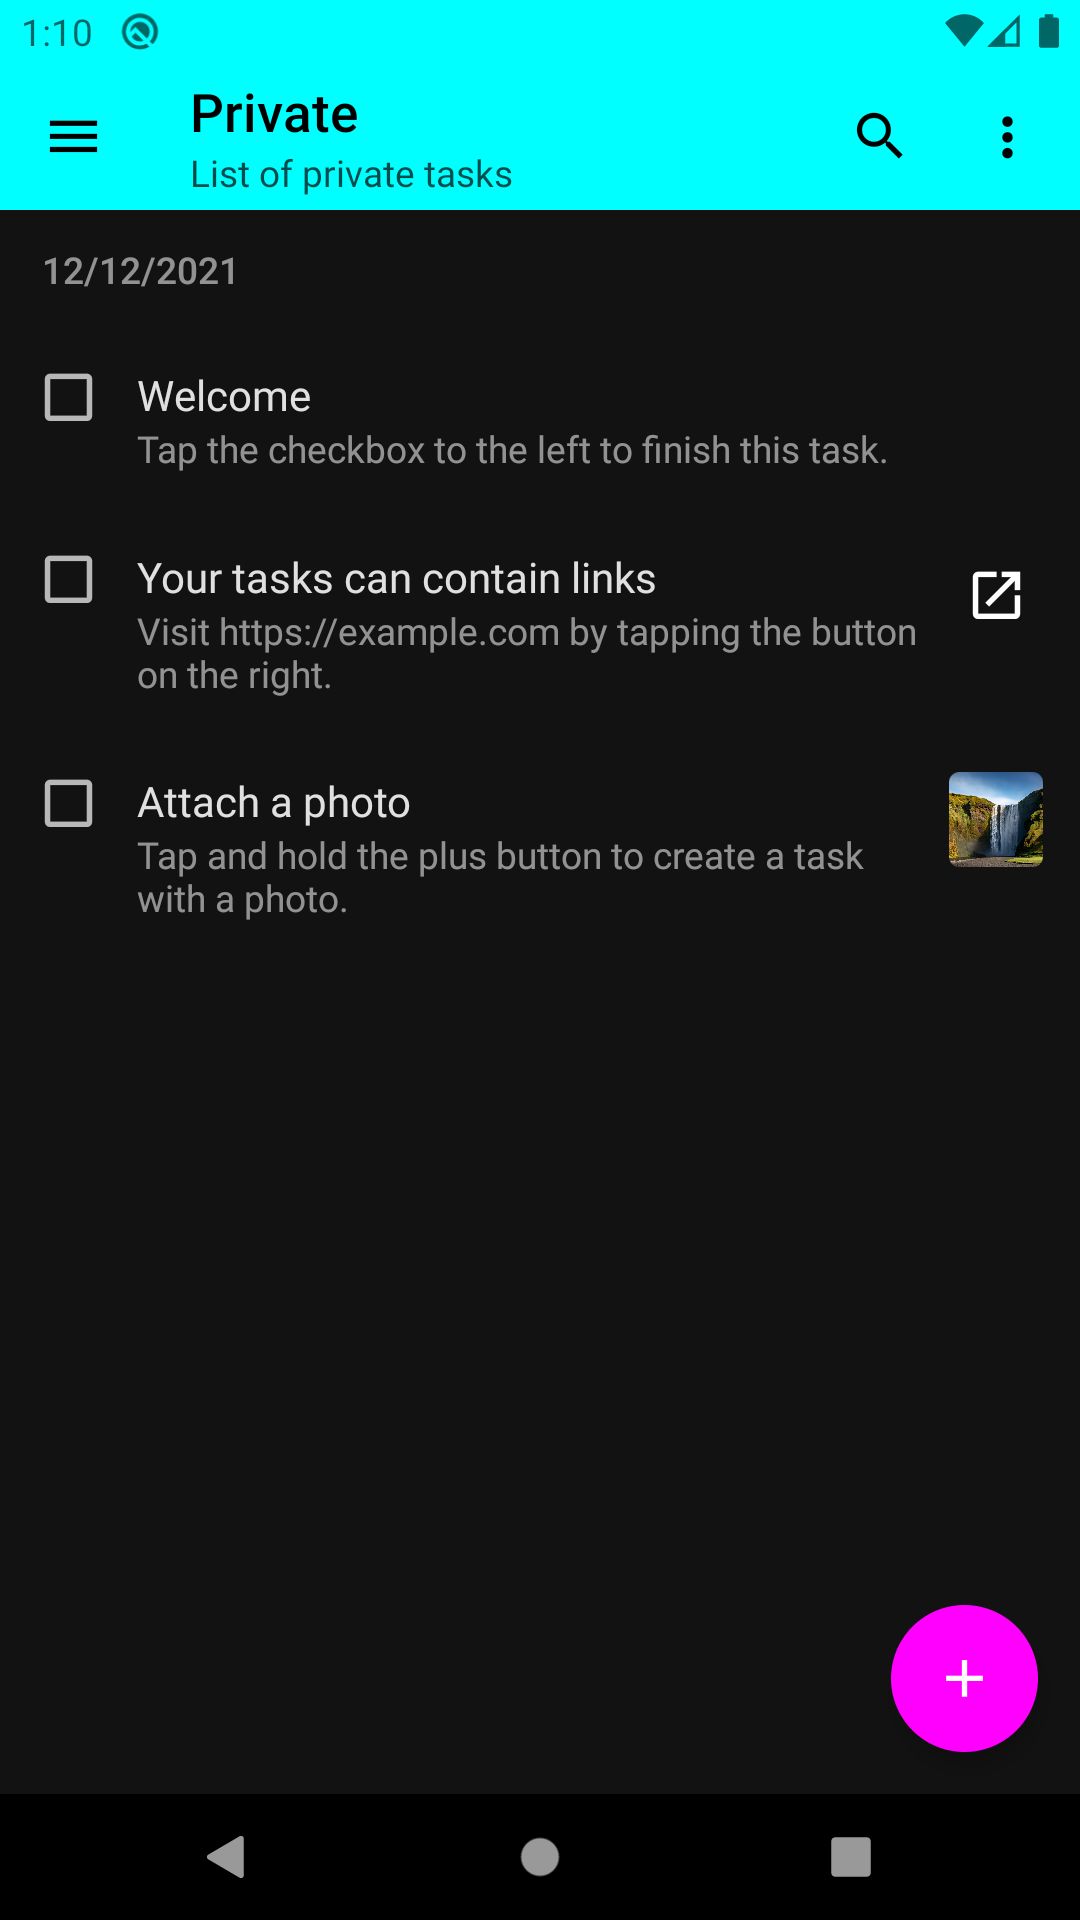 1:10
Private
List of private tasks
12/12/2021
Welcome
Tap the checkbox to the left to finish this task.
Your tasks can contain links
Visit https://example.com by tapping the button
on the right.
Attach a photo
Tap and hold the plus button to create a task
with a photo.